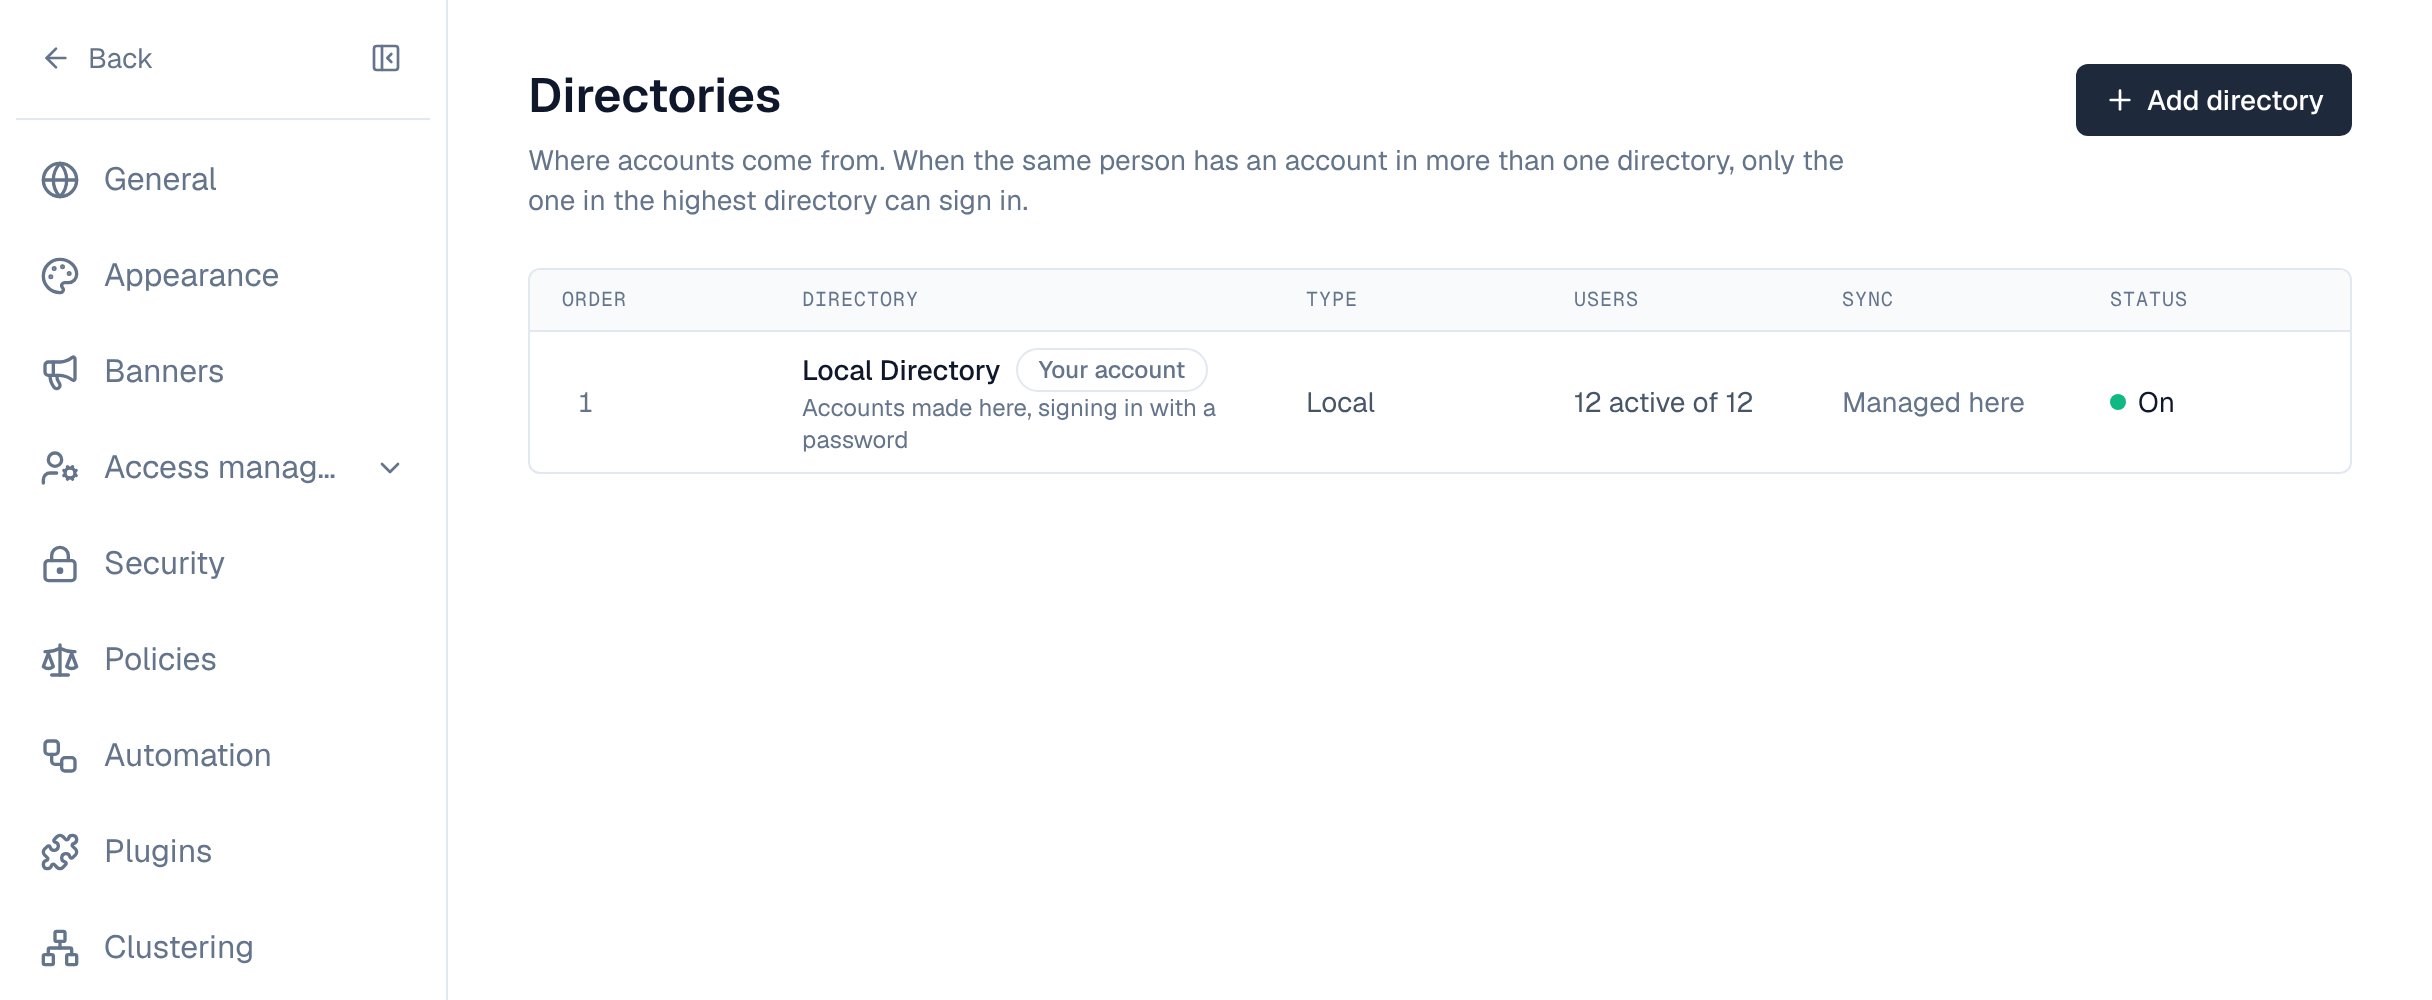 Back
General
Appearance
Banners
Access manag...
Security
Policies
Automation
Plugins
Clustering
Directories
Add directory
Where accounts come from. When the same person has an account in more than one directory, only the
one in the highest directory can sign in.
ORDER DIRECTORY TYPE USERS SYNC STATUS
1 Local Directory Your account Local 12 active of 12 Managed here On
Accounts made here, signing in with a
password